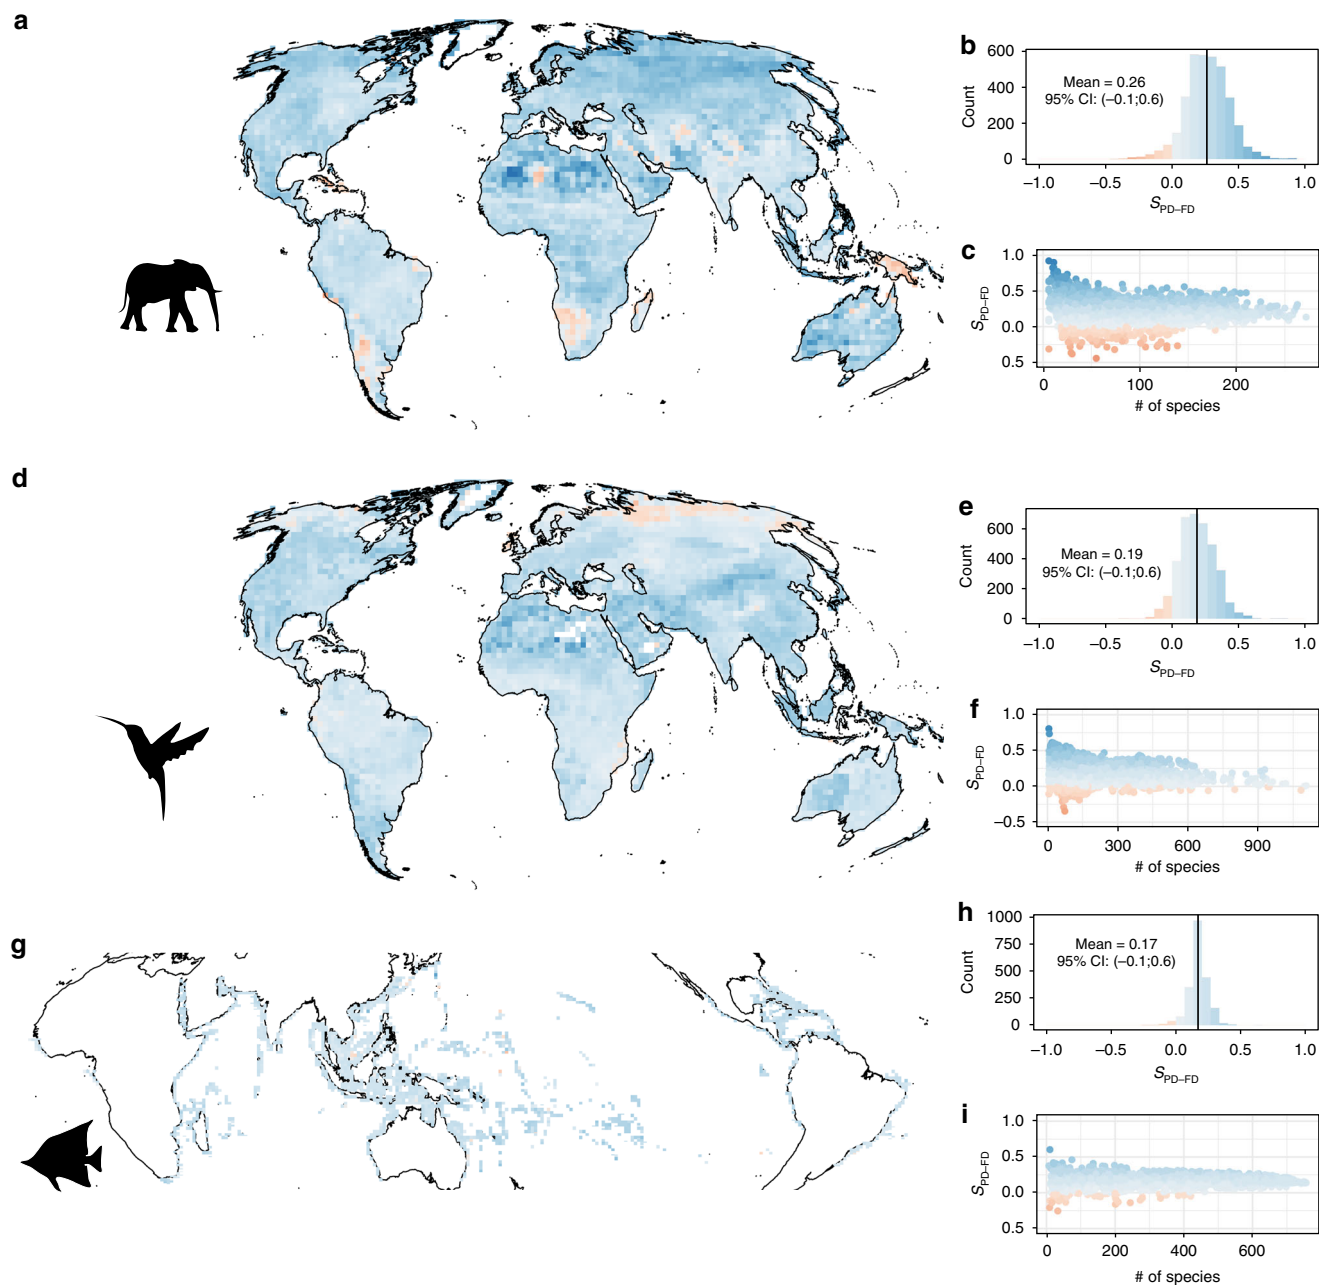 a
b
600
400
200
0
Count
Mean = 0.26
95% CI: (–0.1;0.6)
–1.0
–0.5
0.0
0.5
1.0
SPD–FD
c
1.0
0.5
0.0
0.5
SPD–FD
0
100
200
# of species
d
e
600
400
200
0
Count
Mean = 0.19
95% CI: (–0.1;0.6)
–1.0
–0.5
0.0
0.5
1.0
SPD–FD
f
1.0
0.5
0.0
–0.5
SPD–FD
0
300
600
900
# of species
g
h
1000
750
500
250
0
Count
Mean = 0.17
95% CI: (–0.1;0.6)
–1.0
–0.5
0.0
0.5
1.0
SPD–FD
i
1.0
0.5
0.0
0.5
SPD–FD
0
200
400
600
# of species